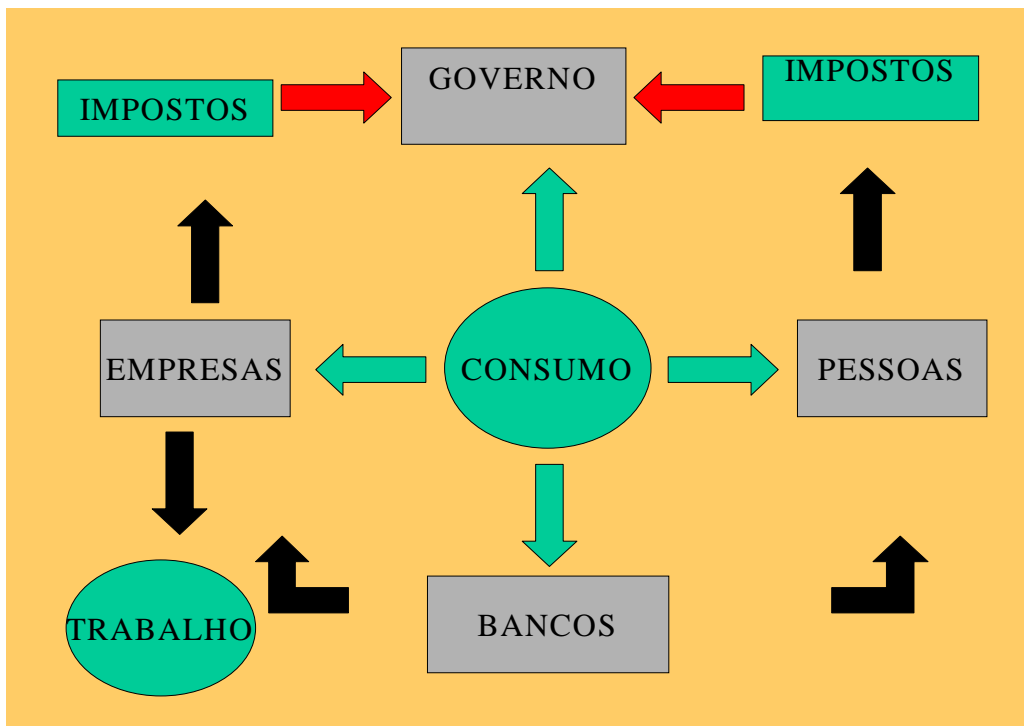 GOVERNO
IMPOSTOS
IMPOSTOS
EMPRESAS
CONSUMO
PESSOAS
TRABALHO
BANCOS